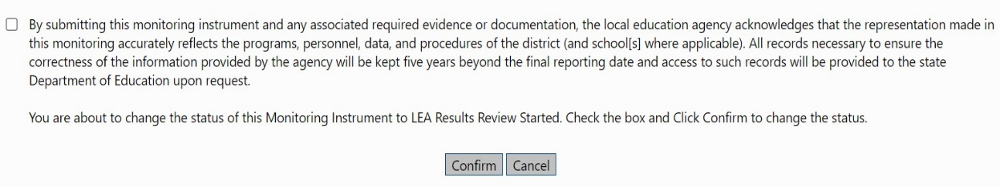 By submitting this monitoring instrument and any associated required evidence or documentation, the local education agency acknowledges that the representation made in
this monitoring accurately reflects the programs, personnel, data, and procedures of the district (and school[s] where applicable). All records necessary to ensure the
correctness of the information provided by the agency will be kept five years beyond the final reporting date and access to such records will be provided to the state
Department of Education upon request.
You are about to change the status of this Monitoring Instrument to LEA Results Review Started. Check the box and Click Confirm to change the status.
Confirm Cancel